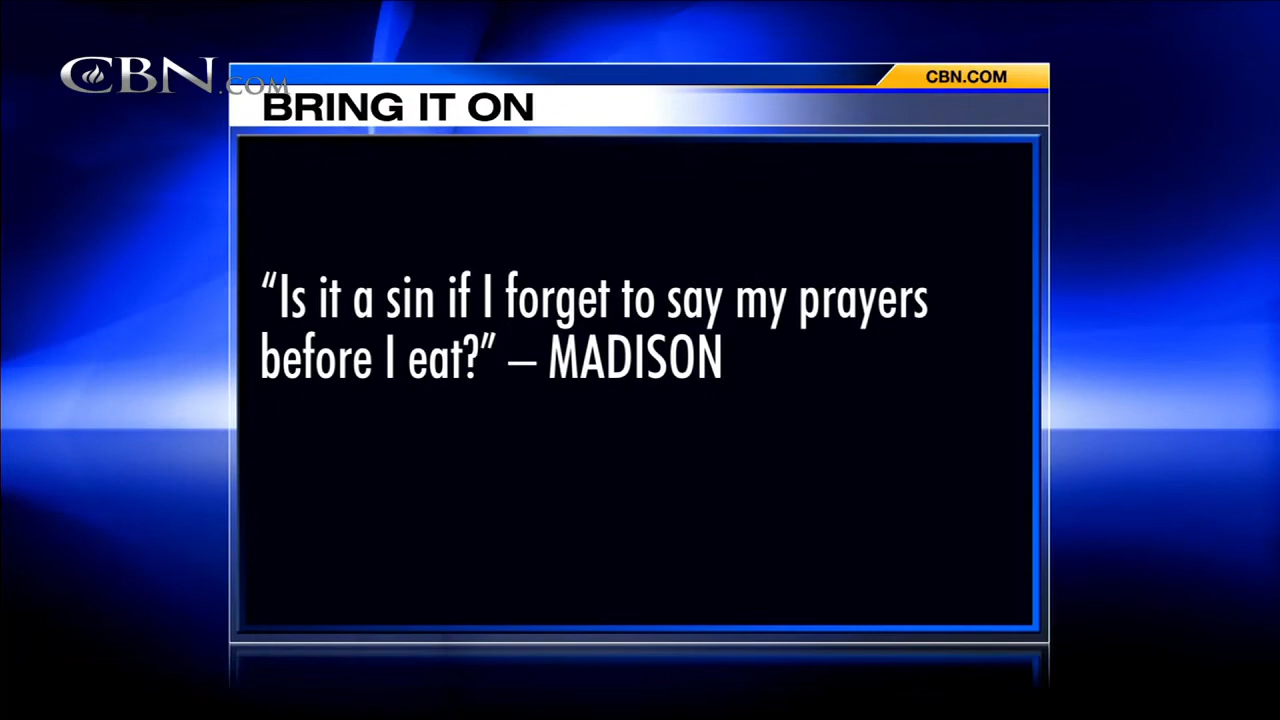 CBN.COM
CBN.COM
BRING IT ON
“Is it a sin if I forget to say my prayers
before I eat?” – MADISON